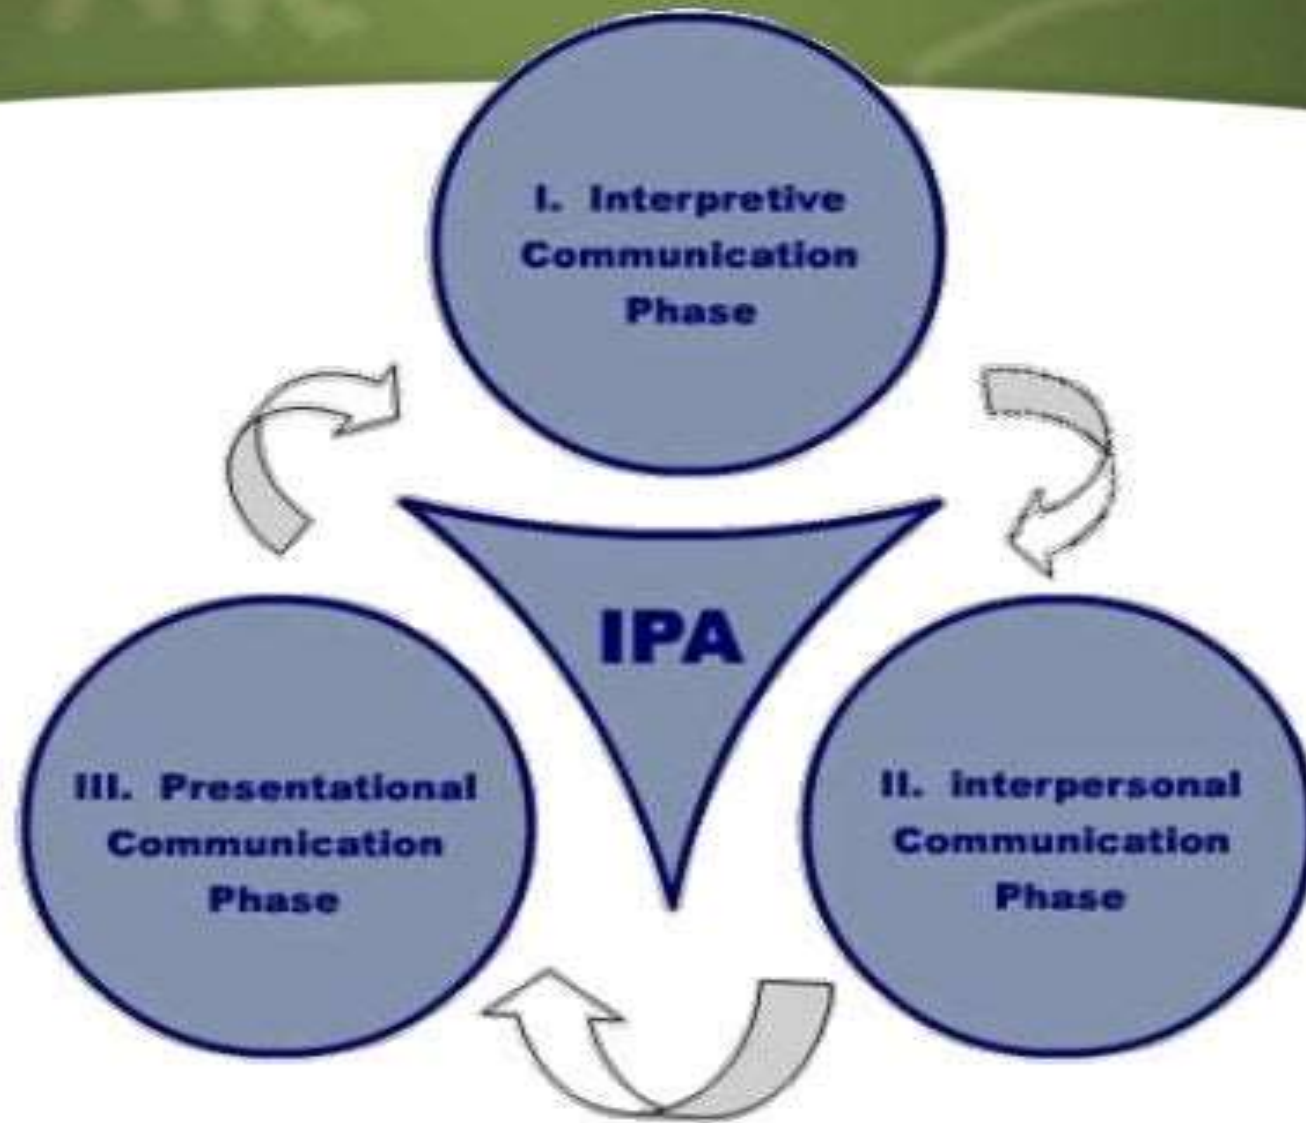 I. Interpretive
Communication
Phase
IPA
III. Presentational
Communication
Phase
II. interpersonal
Communication
Phase